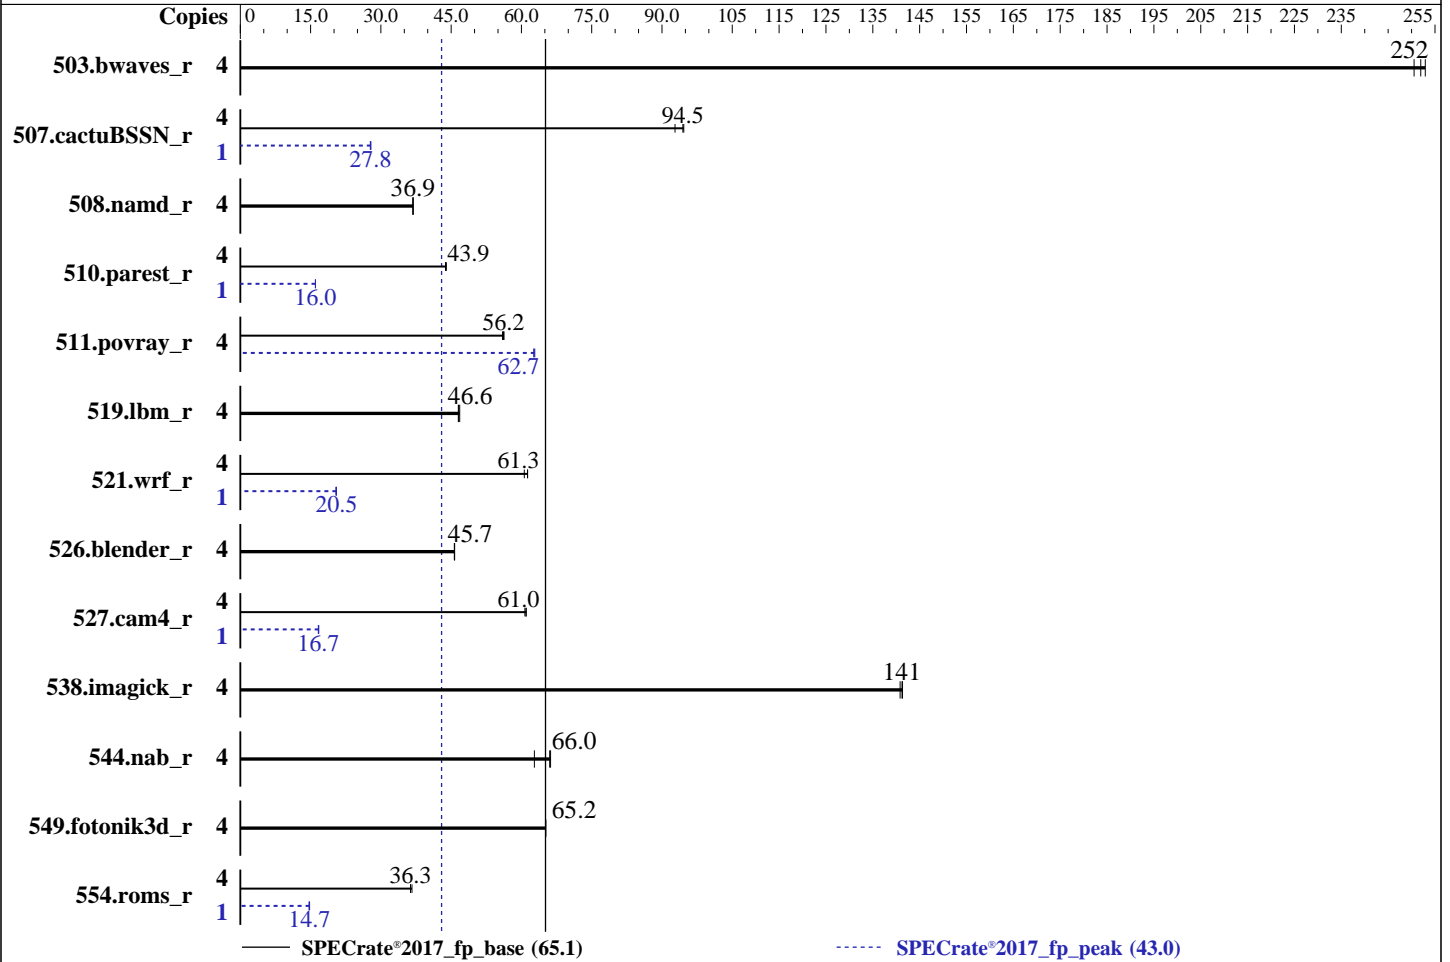 Copies 0 15.0 30.0 45.0 60.0 75.0 90.0 105 115 125 135 145 155 165 175 185 195 205 215 225 235 255
503.bwaves_r 4 252
507.cactuBSSN_r 4 94.5
1 27.8
508.namd_r 4 36.9
510.parest_r 4 43.9
1 16.0
511.povray_r 4 56.2
62.7
519.lbm_r 4 46.6
521.wrf_r 4 61.3
1 20.5
526.blender_r 4 45.7
527.cam4_r 4 61.0
1 16.7
538.imagick_r 4 141
544.nab_r 4 66.0
549.fotonik3d_r 4 65.2
554.roms_r 4 36.3
1 14.7
SPECrate®2017_fp_base (65.1) SPECrate®2017_fp_peak (43.0)